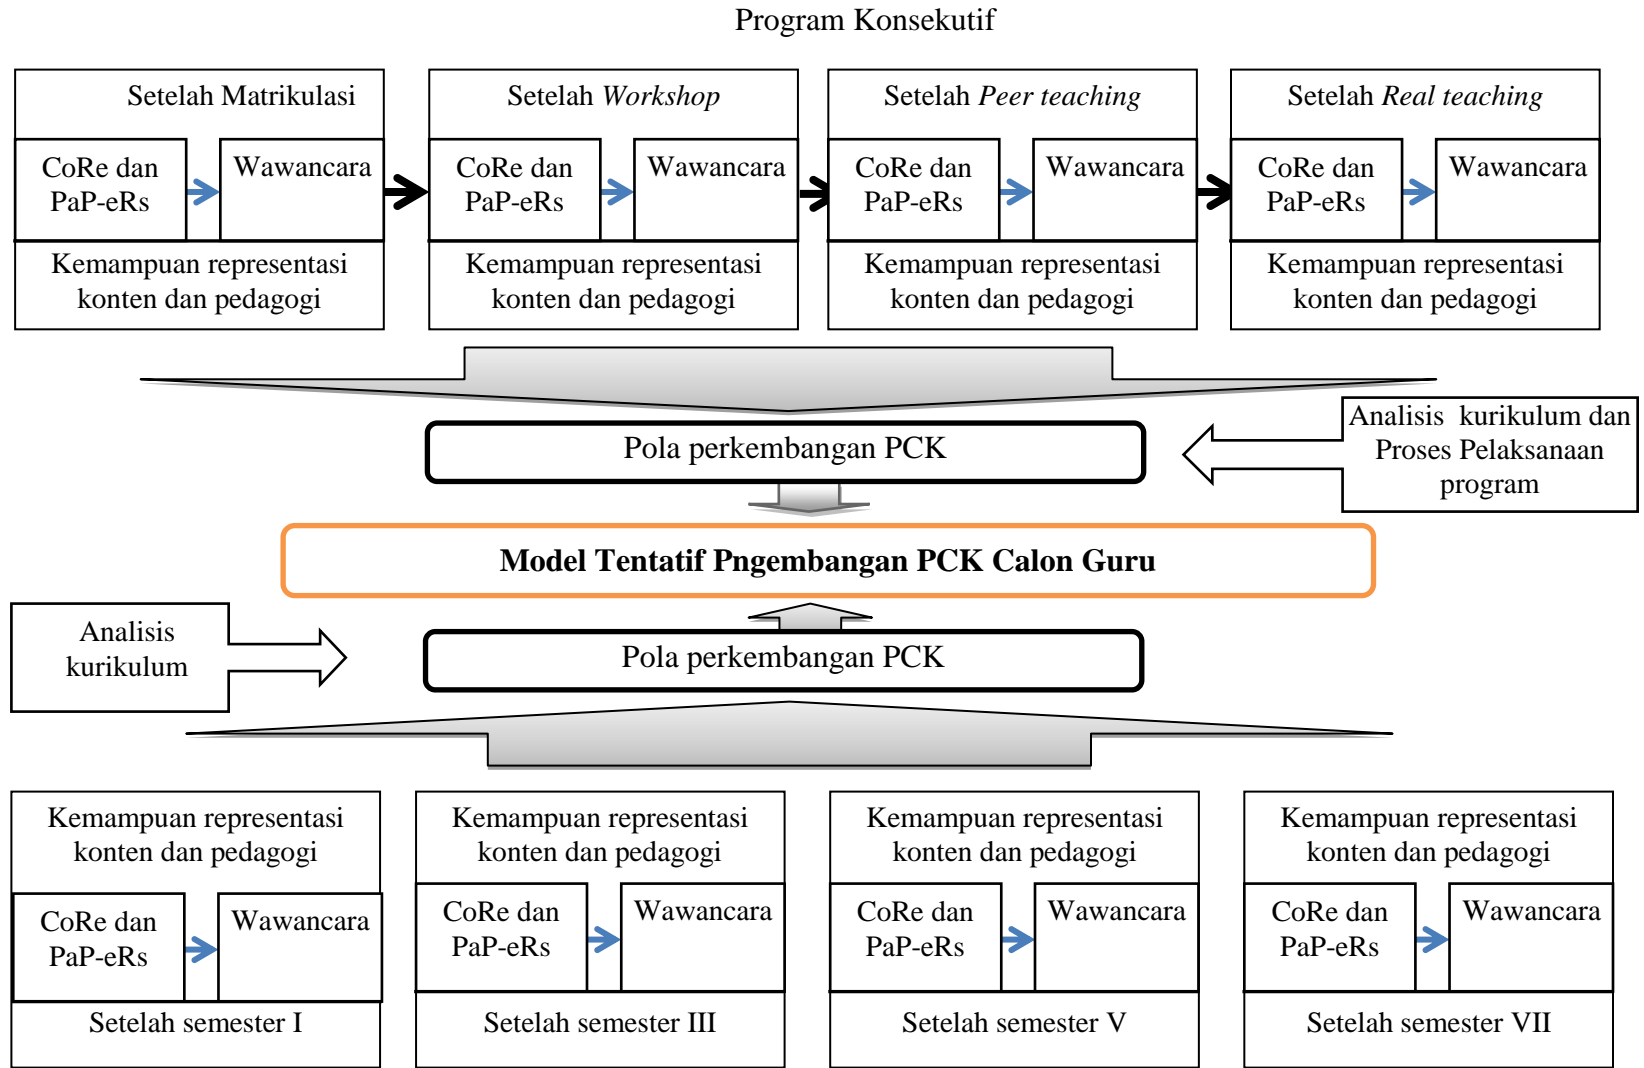 Program Konsekutif
Setelah Matrikulasi
CoRe dan
PaP-eRs
Wawancara
Kemampuan representasi
konten dan pedagogi
Setelah Workshop
CoRe dan
PaP-eRs
Wawancara
Kemampuan representasi
konten dan pedagogi
Setelah Peer teaching
CoRe dan
PaP-eRs
Wawancara
Kemampuan representasi
konten dan pedagogi
Setelah Real teaching
CoRe dan
PaP-eRs
Wawancara
Kemampuan representasi
konten dan pedagogi
Pola perkembangan PCK
Analisis kurikulum dan
Proses Pelaksanaan
program
Model Tentatif Pngembangan PCK Calon Guru
Analisis
kurikulum
Pola perkembangan PCK
Kemampuan representasi
konten dan pedagogi
CoRe dan
PaP-eRs
Wawancara
Setelah semester I
Kemampuan representasi
konten dan pedagogi
CoRe dan
PaP-eRs
Wawancara
Setelah semester III
Kemampuan representasi
konten dan pedagogi
CoRe dan
PaP-eRs
Wawancara
Setelah semester V
Kemampuan representasi
konten dan pedagogi
CoRe dan
PaP-eRs
Wawancara
Setelah semester VII